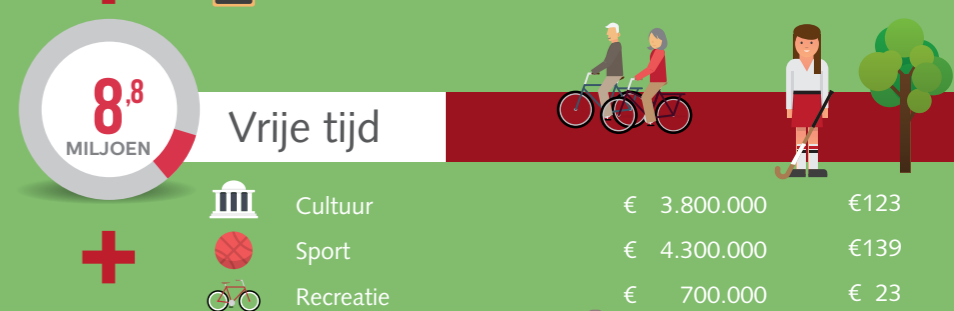 8,8
MILJOEN
Vrije tijd
Cultuur € 3.800.000 €123
Sport € 4.300.000 €139
Recreatie € 700.000 € 23